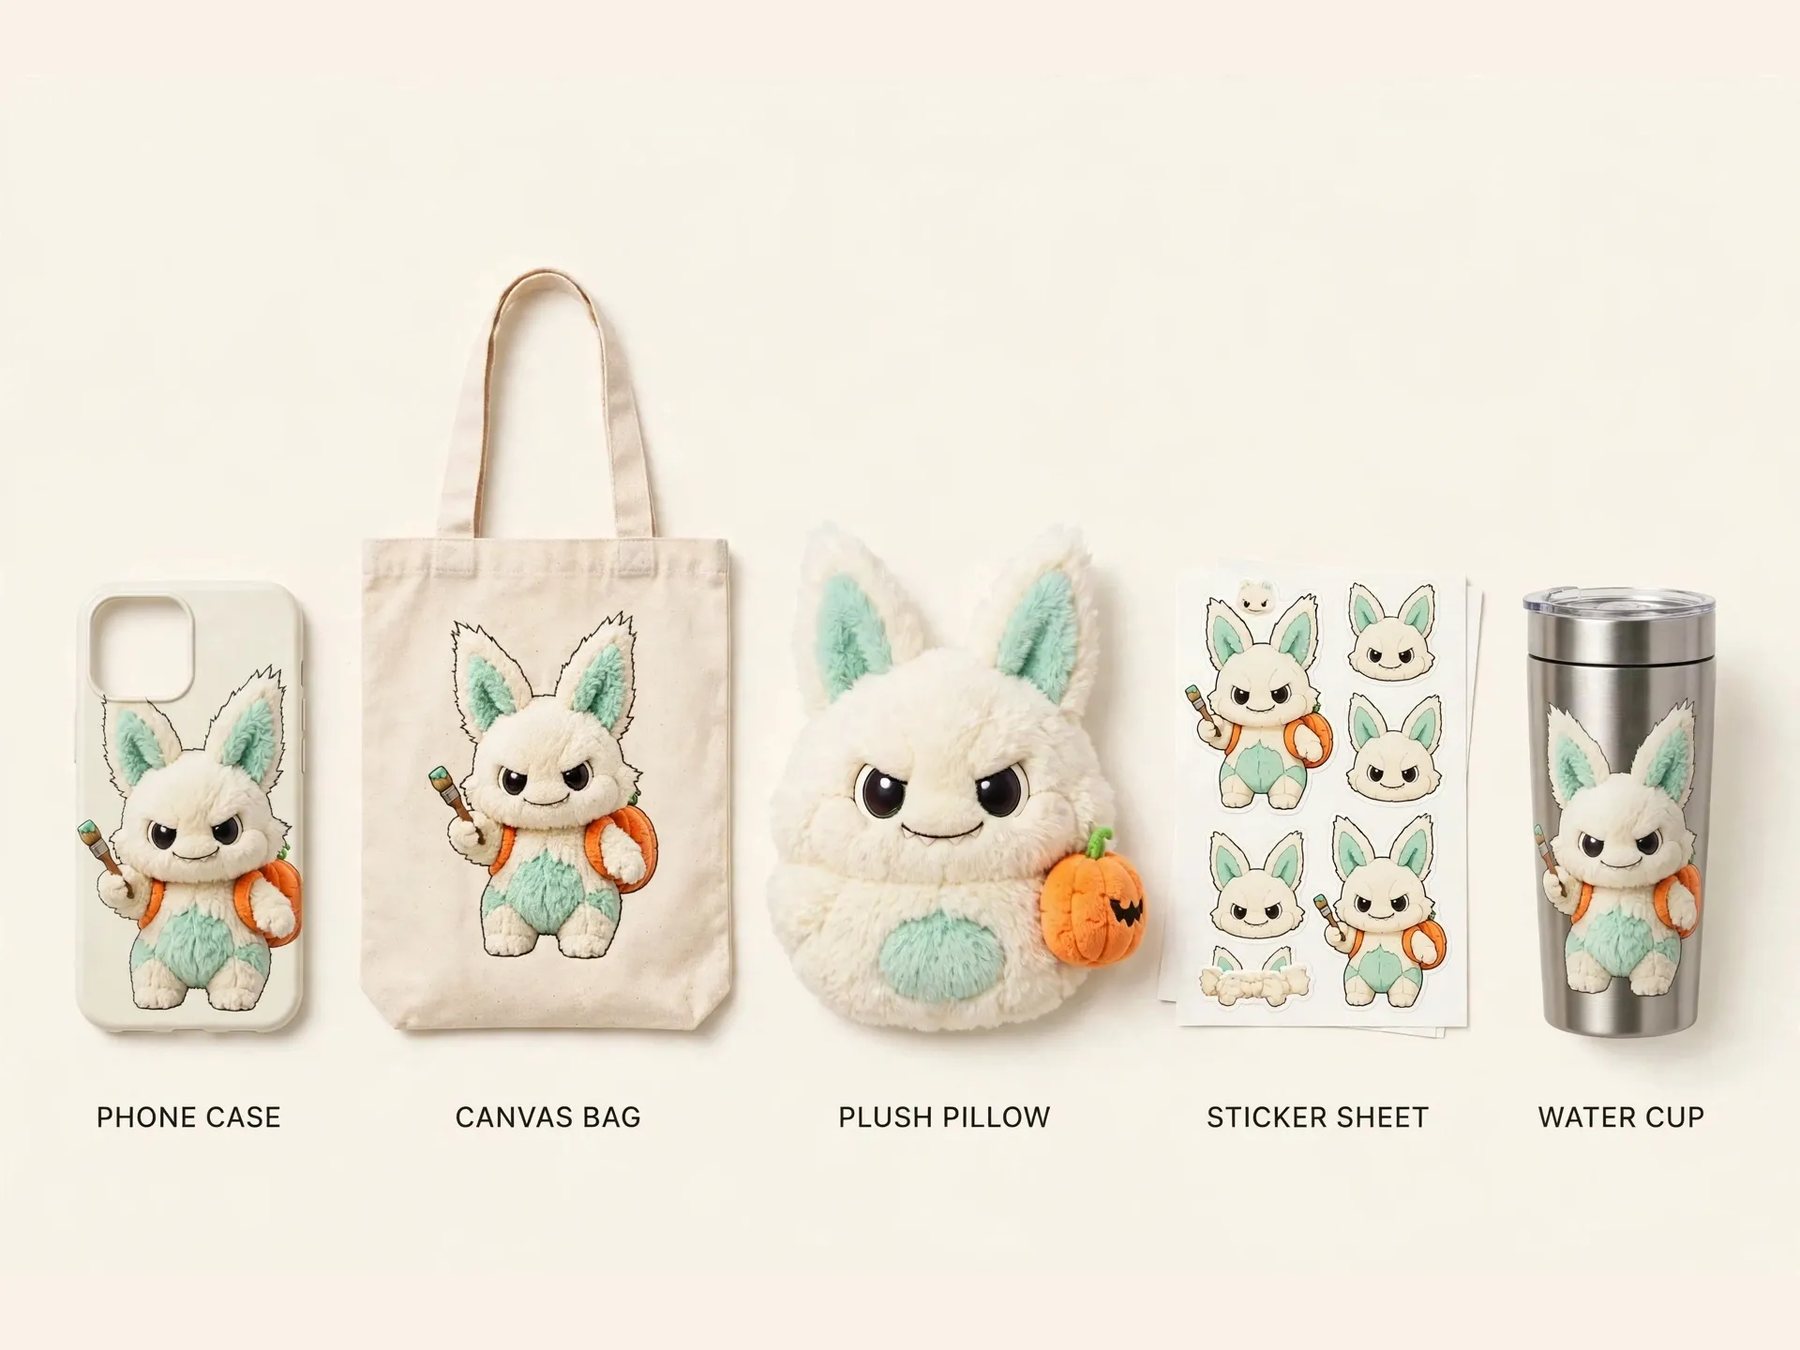 PHONE CASE
CANVAS BAG
PLUSH PILLOW
STICKER SHEET
WATER CUP